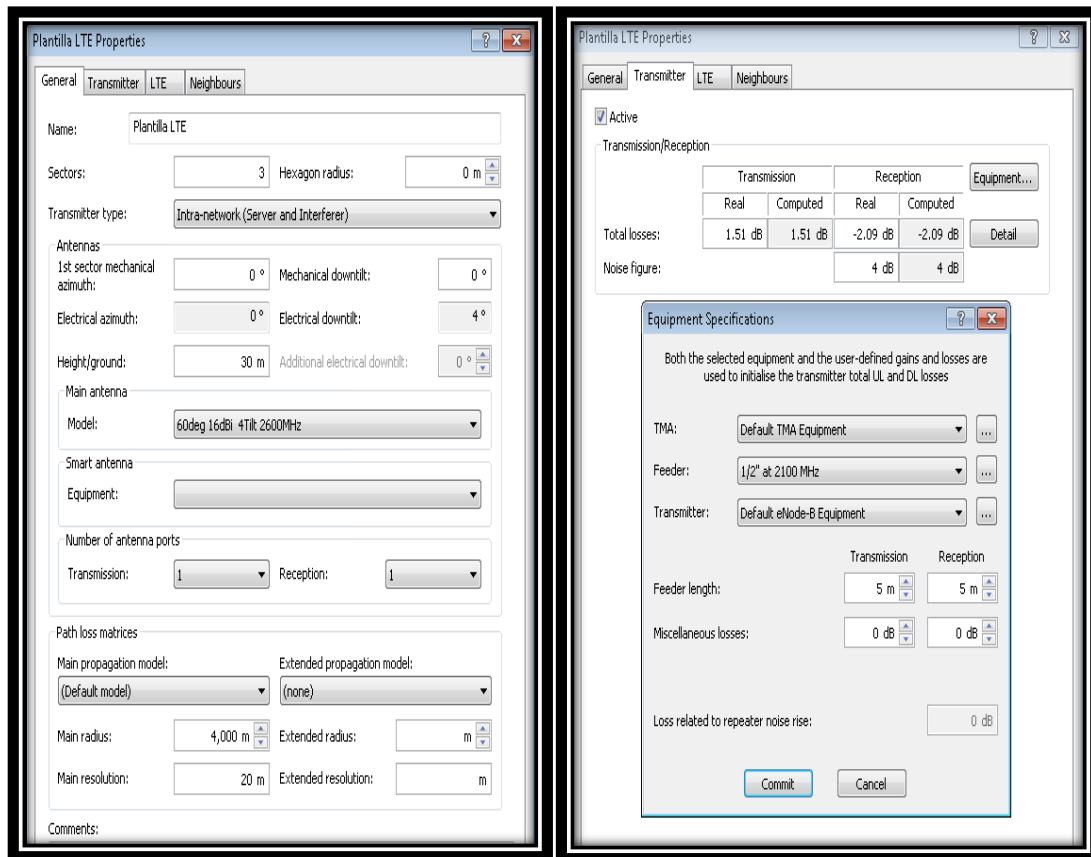 Plantilla LTE Properties
General Transmitter LTE Neighbours
Name: Plantilla LTE
Sectors: 3 Hexagon radius: 0 m
Transmitter type: Intra-network (Server and Interferer)
Antennas
1st sector mechanical azimuth: 0 º Mechanical downtilt: 0 º
Electrical azimuth: 0 º Electrical downtilt: 4 º
Height/ground: 30 m Additional electrical downtilt: 0 º
Main antenna
Model: 60deg 16dBi 4Tilt 2600MHz
Smart antenna
Equipment:
Number of antenna ports
Transmission: 1 Reception: 1
Path loss matrices
Main propagation model: Extended propagation model:
(Default model) (none)
Main radius: 4,000 m Extended radius: m
Main resolution: 20 m Extended resolution: m
Comments:
Plantilla LTE Properties
General Transmitter LTE Neighbours
Active
Transmission/Reception
Transmission Reception Equipment...
Real Computed Real Computed
Total losses: 1.51 dB 1.51 dB -2.09 dB -2.09 dB Detail
Noise figure: 4 dB 4 dB
Equipment Specifications
Both the selected equipment and the user-defined gains and losses are
used to initialise the transmitter total UL and DL losses
TMA: Default TMA Equipment ...
Feeder: 1/2" at 2100 MHz ...
Transmitter: Default eNode-B Equipment ...
Transmission Reception
Feeder length: 5 m 5 m
Miscellaneous losses: 0 dB 0 dB
Loss related to repeater noise rise: 0 dB
Commit Cancel